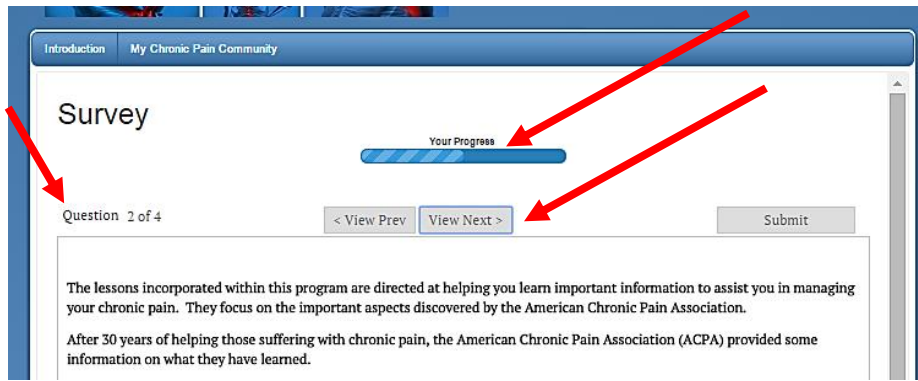 Introduction My Chronic Pain Community
Survey
Your Progress
Question 2 of 4
< View Prev View Next > Submit
The lessons incorporated within this program are directed at helping you learn important information to assist you in managing
your chronic pain. They focus on the important aspects discovered by the American Chronic Pain Association.
After 30 years of helping those suffering with chronic pain, the American Chronic Pain Association (ACPA) provided some
information on what they have learned.